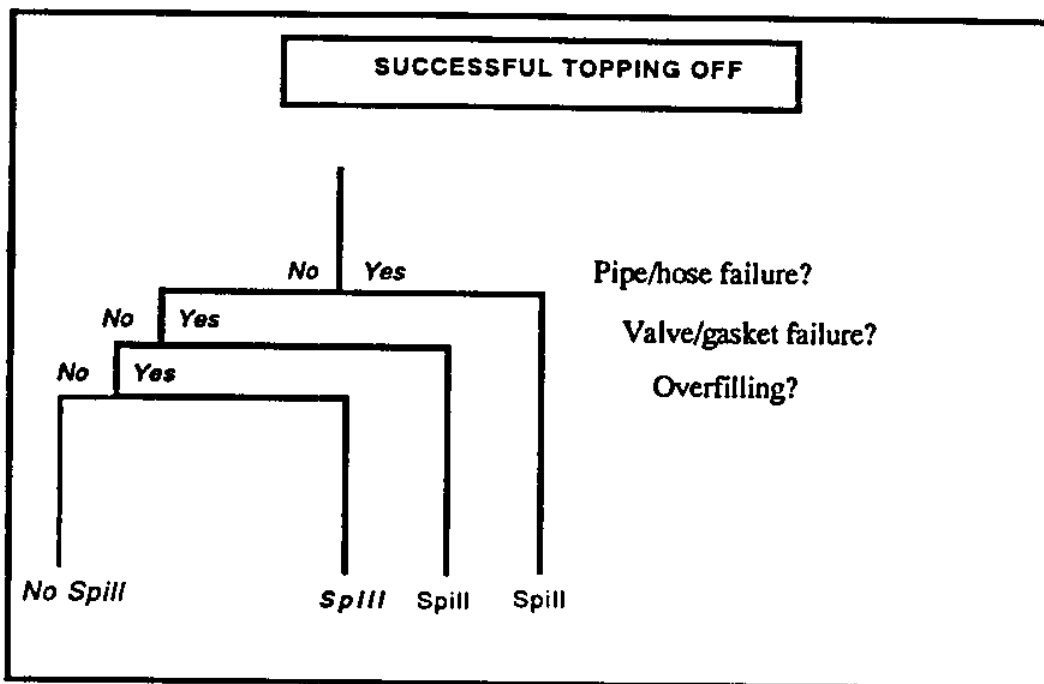 SUCCESSFUL TOPPING OFF
No Yes Pipe/hose failure?
No Yes Valve/gasket failure?
No Yes Overfilling?
No Spill Spill Spill Spill